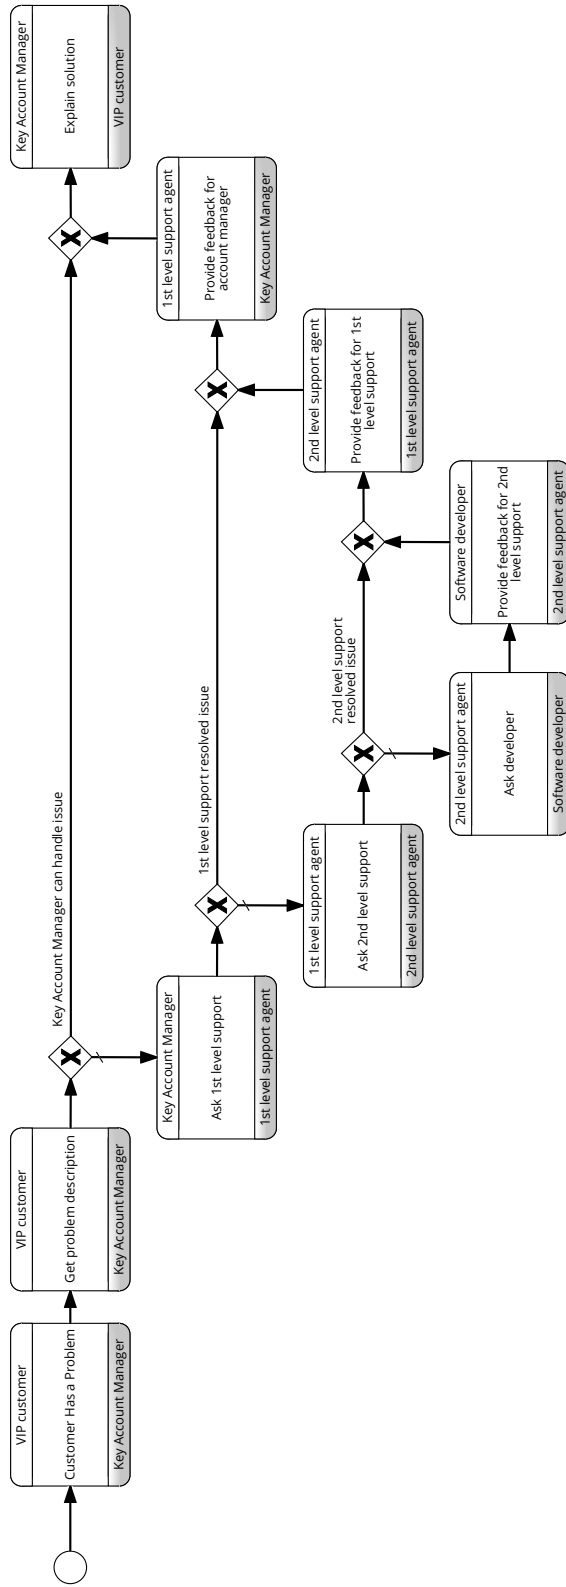 VIP customer
Customer Has a Problem
Key Account Manager
VIP customer
Get problem description
Key Account Manager
Key Account Manager can handle issue
Key Account Manager
Ask 1st level support
1st level support agent
1st level support resolved issue
1st level support agent
Ask 2nd level support
2nd level support agent
2nd level support
resolved issue
2nd level support agent
Ask developer
Software developer
Software developer
Provide feedback for 2nd
level support
2nd level support agent
2nd level support agent
Provide feedback for 1st
level support
1st level support agent
1st level support agent
Provide feedback for
account manager
Key Account Manager
Key Account Manager
Explain solution
VIP customer